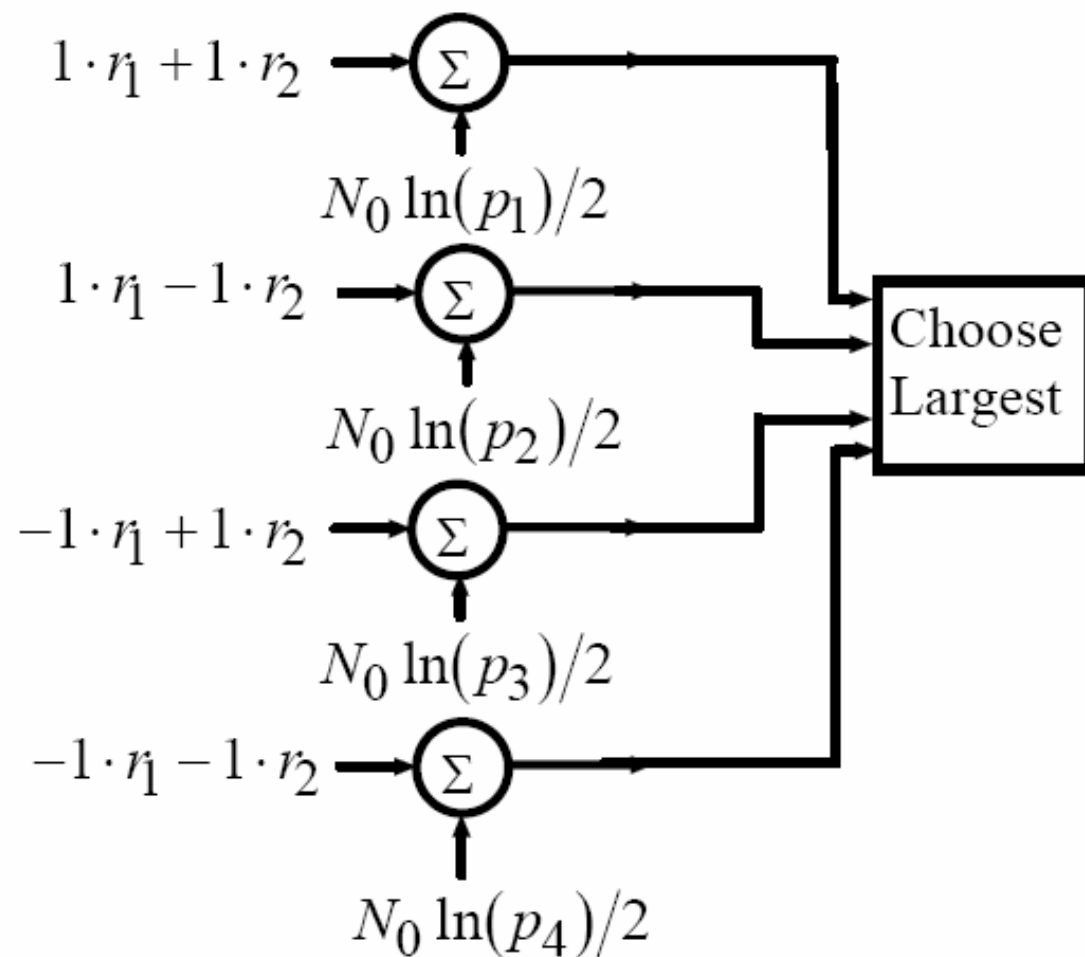 1 · r₁ + 1 · r₂
Σ
N₀ ln(p₁)/2
1 · r₁ − 1 · r₂
Σ
N₀ ln(p₂)/2
Choose
Largest
−1 · r₁ + 1 · r₂
Σ
N₀ ln(p₃)/2
−1 · r₁ − 1 · r₂
Σ
N₀ ln(p₄)/2